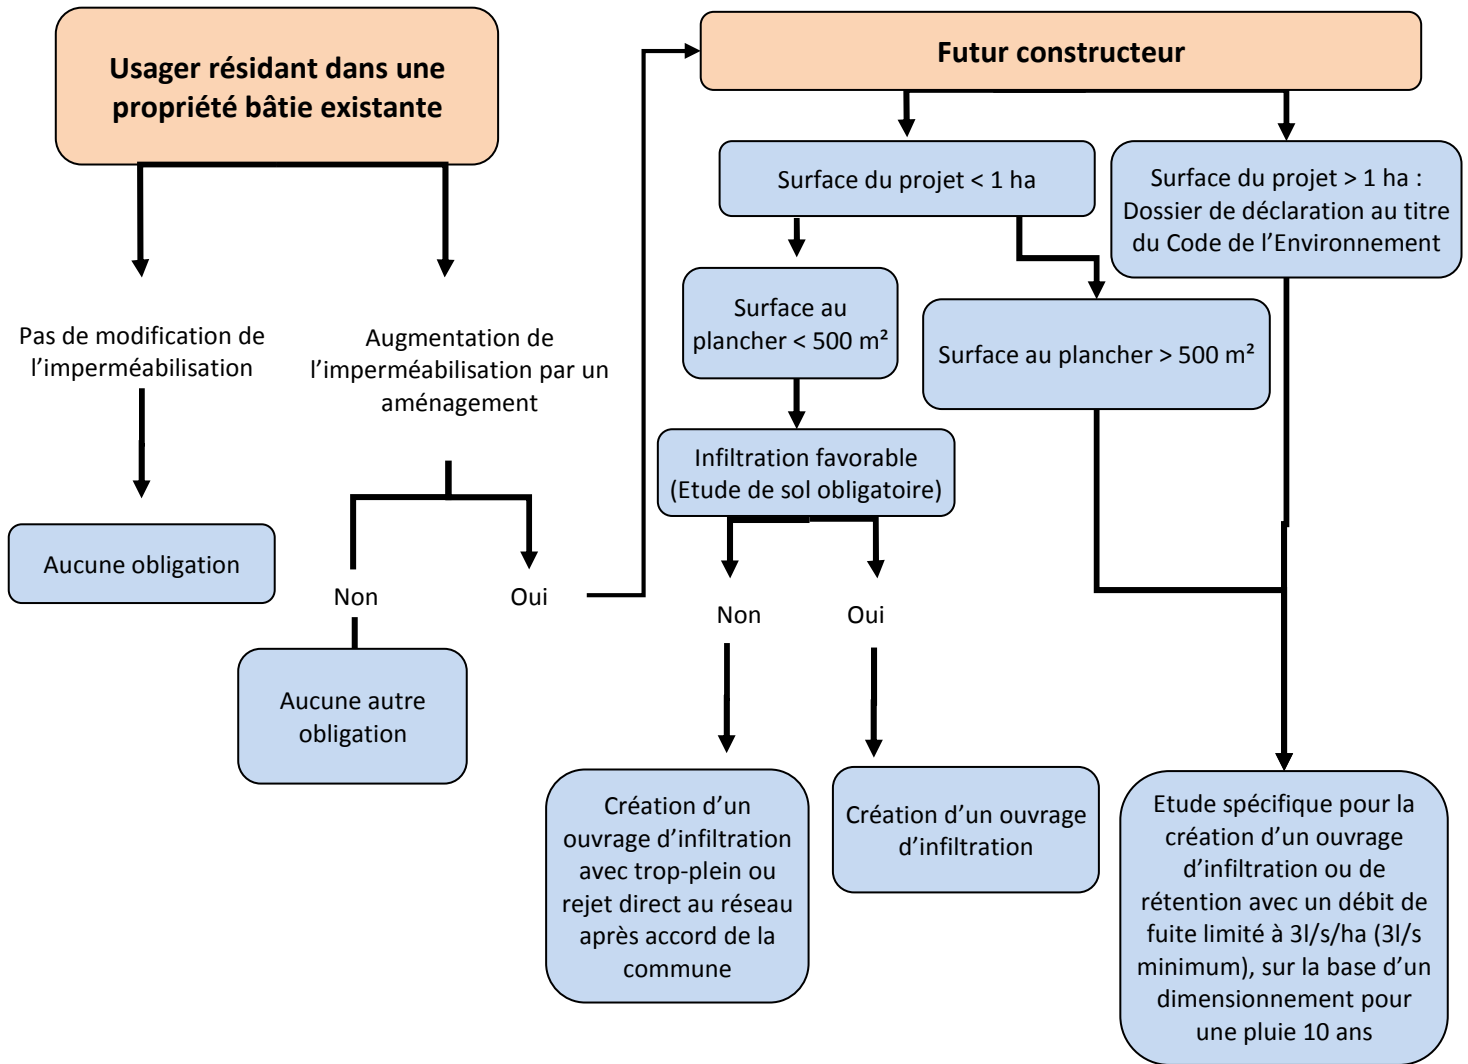 Usager résidant dans une
propriété bâtie existante
Pas de modification de
l’imperméabilisation
Aucune obligation
Augmentation de
l’imperméabilisation par un
aménagement
Non
Oui
Aucune autre
obligation
Futur constructeur
Surface du projet < 1 ha
Surface du projet > 1 ha :
Dossier de déclaration au titre
du Code de l’Environnement
Surface au
plancher < 500 m²
Surface au plancher > 500 m²
Infiltration favorable
(Etude de sol obligatoire)
Non
Oui
Création d’un
ouvrage d’infiltration
avec trop-plein ou
rejet direct au réseau
après accord de la
commune
Création d’un ouvrage
d’infiltration
Etude spécifique pour la
création d’un ouvrage
d’infiltration ou de
rétention avec un débit de
fuite limité à 3l/s/ha (3l/s
minimum), sur la base d’un
dimensionnement pour
une pluie 10 ans